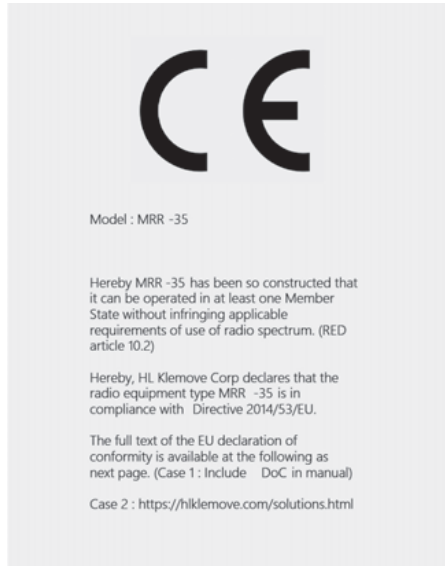 CE
Model : MRR -35
Hereby MRR -35 has been so constructed that
it can be operated in at least one Member
State without infringing applicable
requirements of use of radio spectrum. (RED
article 10.2)
Hereby, HL Klemove Corp declares that the
radio equipment type MRR -35 is in
compliance with Directive 2014/53/EU.
The full text of the EU declaration of
conformity is available at the following as
next page. (Case 1 : Include DoC in manual)
Case 2 : https://hlklemove.com/solutions.html